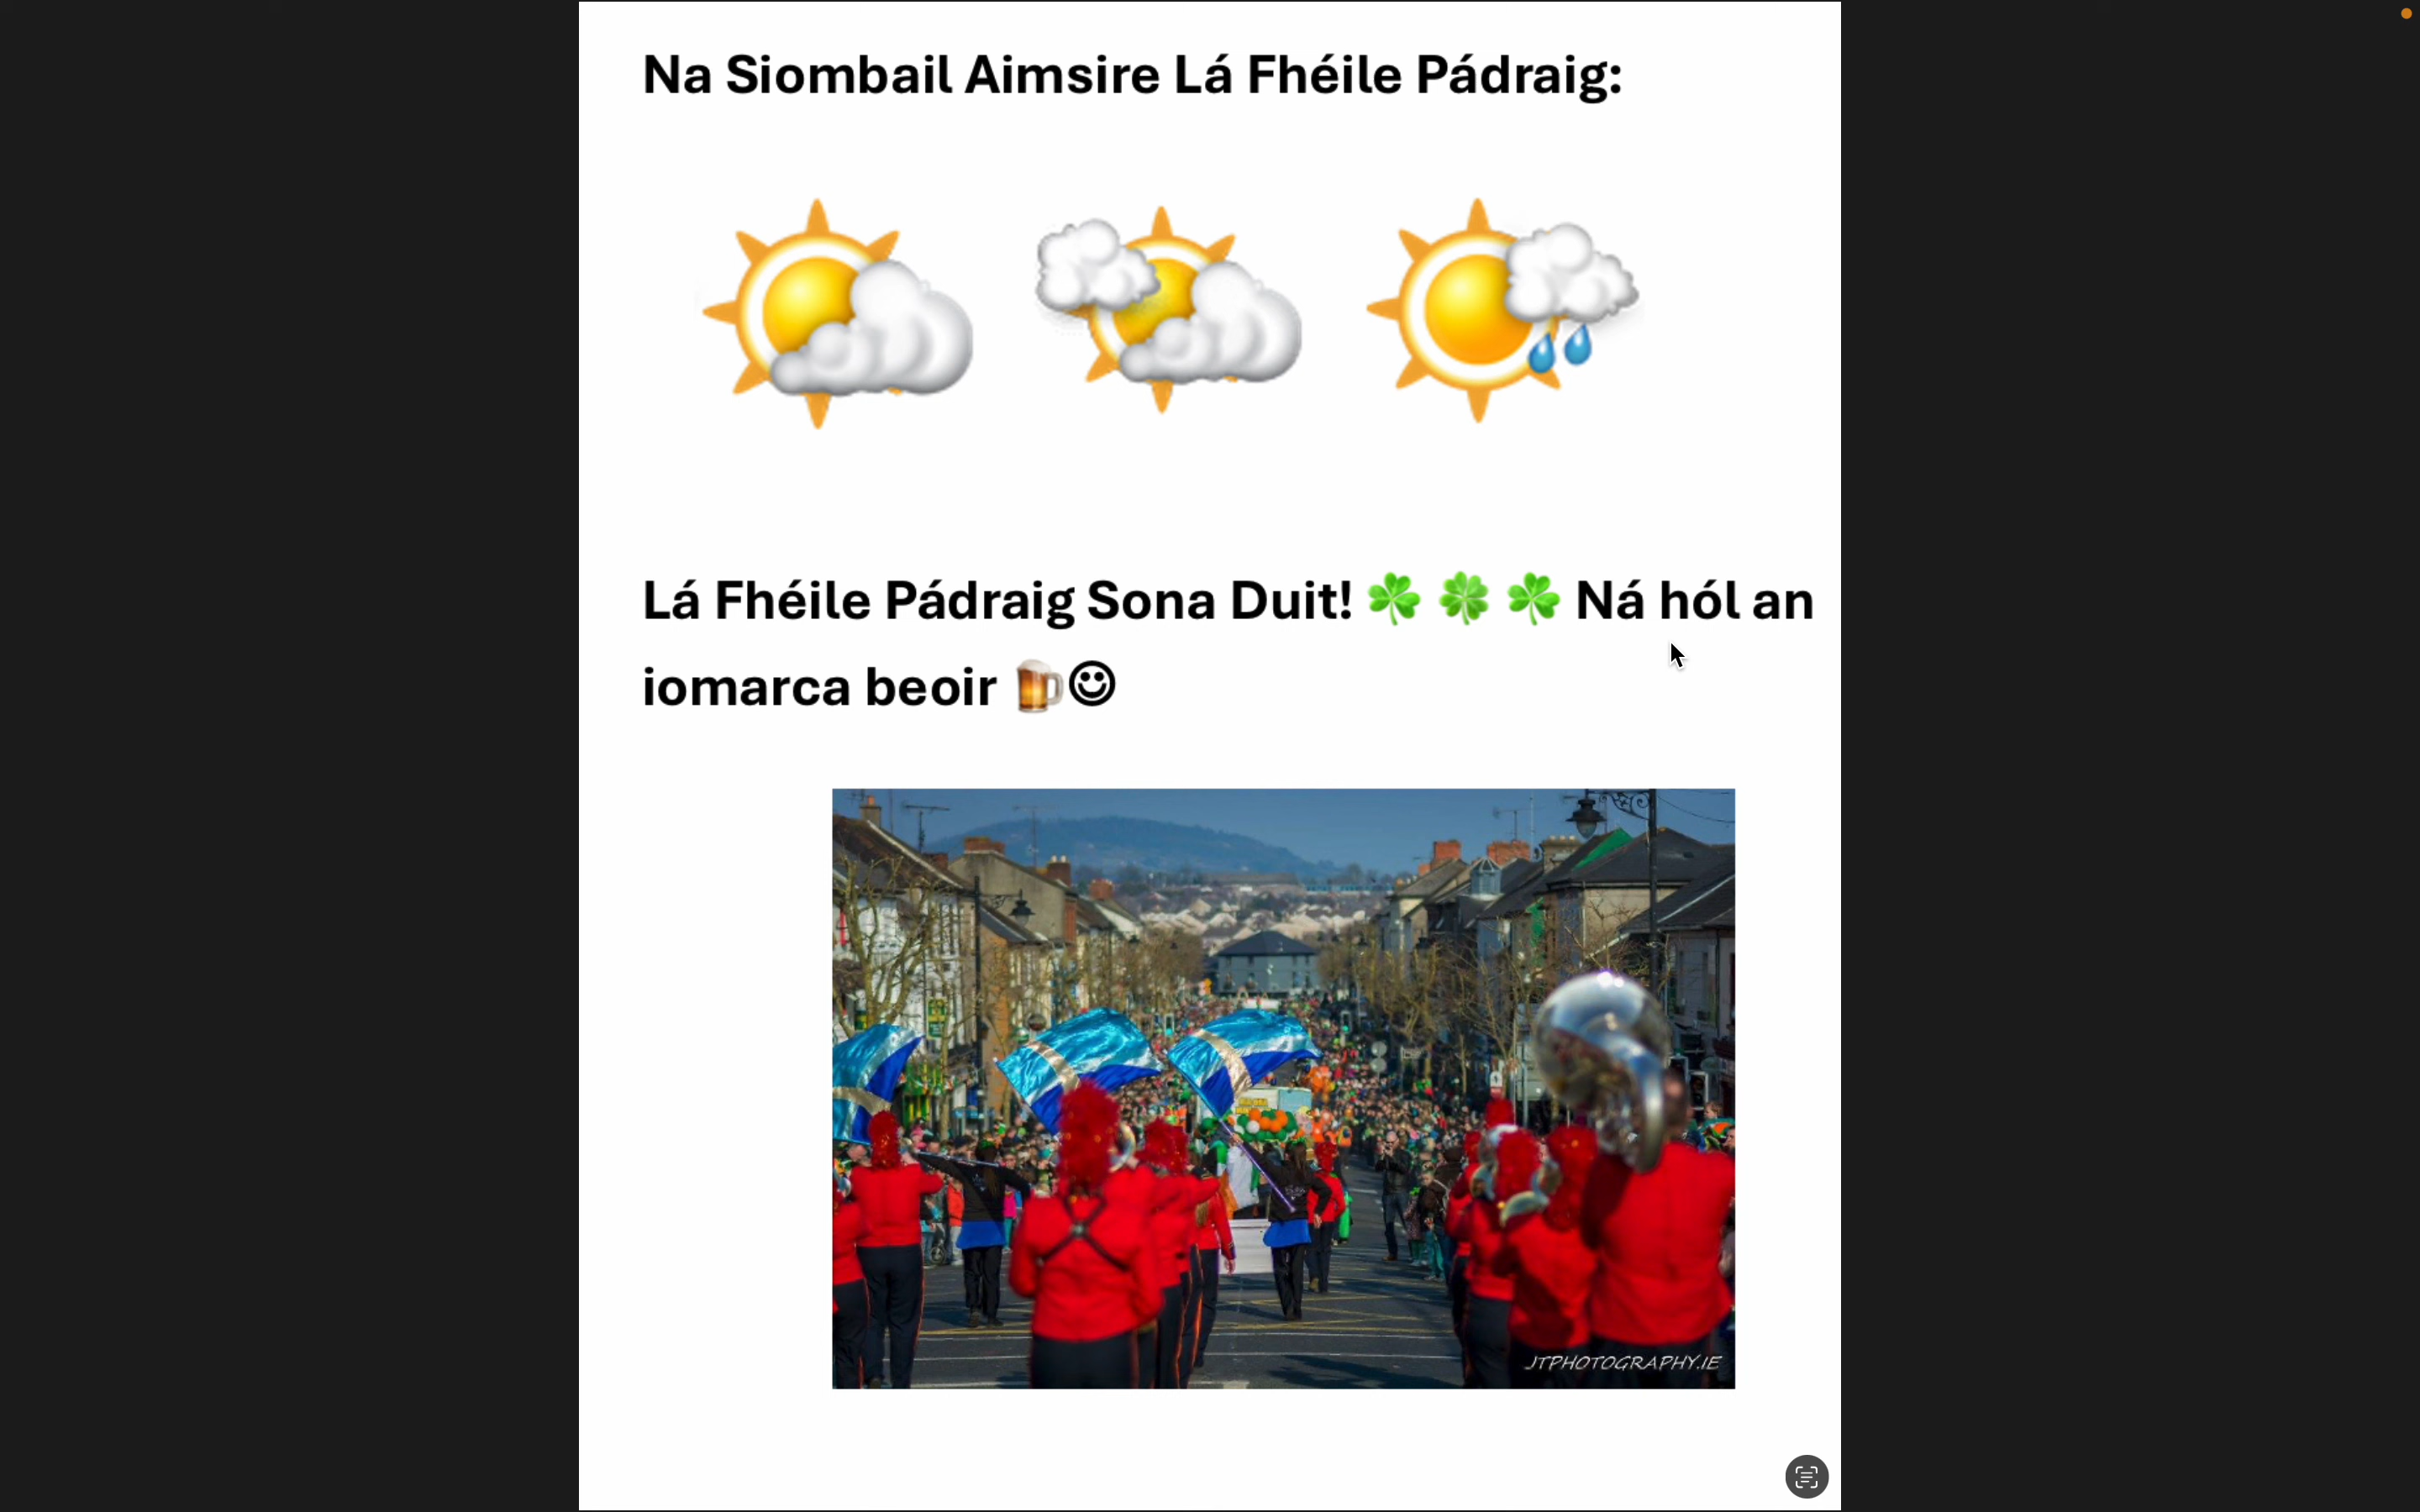 Na Siombail Aimsire Lá Fhéile Pádraig:
Lá Fhéile Pádraig Sona Duit! ☘️ 🍀 ☘️ Ná hól an
iomarca beoir 🍺☺
JTPHOTOGRAPHY.IE